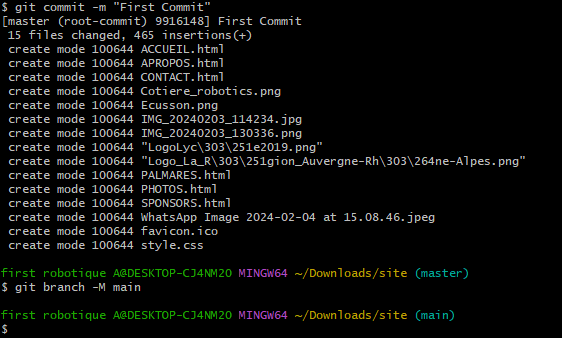 $ git commit -m "First Commit"
[master (root-commit) 9916148] First Commit
 15 files changed, 465 insertions(+)
 create mode 100644 ACCUEIL.html
 create mode 100644 APROPOS.html
 create mode 100644 CONTACT.html
 create mode 100644 Cotiere_robotics.png
 create mode 100644 Ecusson.png
 create mode 100644 IMG_20240203_114234.jpg
 create mode 100644 IMG_20240203_130336.png
 create mode 100644 "LogoLyc\303\251e2019.png"
 create mode 100644 "Logo_La_R\303\251gion_Auvergne-Rh\303\264ne-Alpes.png"
 create mode 100644 PALMARES.html
 create mode 100644 PHOTOS.html
 create mode 100644 SPONSORS.html
 create mode 100644 WhatsApp Image 2024-02-04 at 15.08.46.jpeg
 create mode 100644 favicon.ico
 create mode 100644 style.css
first robotique A@DESKTOP-CJ4NM2O MINGW64 ~/Downloads/site (master)
$ git branch -M main
first robotique A@DESKTOP-CJ4NM2O MINGW64 ~/Downloads/site (main)
$